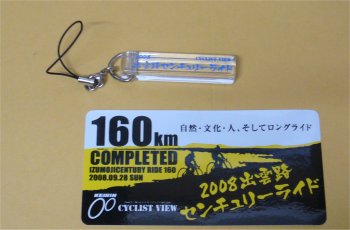 2008
CYCLIST VIEW
センチュリーライド
160km
COMPLETED
IZUMOJICENTURY RIDE 160
2008.09.28 SUN
自然・文化・人、そしてロングライド
2008出雲路
センチュリーライド
KEIRIN
CYCLIST VIEW